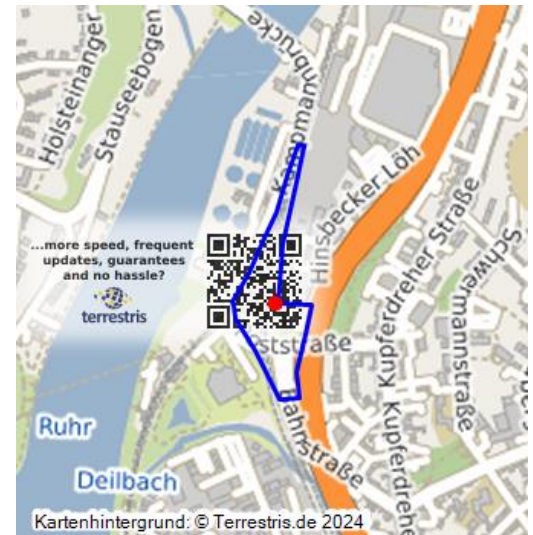 Kampmannbrücke
Holsteinanger
Stauseebogen
Hinsbecker Löh
...more speed, frequent
updates, guarantees
and no hassle?
terrestris
Kupferdreher Straße
Schwermannstraße
Bahnstraße
Ruhr
Deilbach
Kartenhintergrund: © Terrestris.de 2024